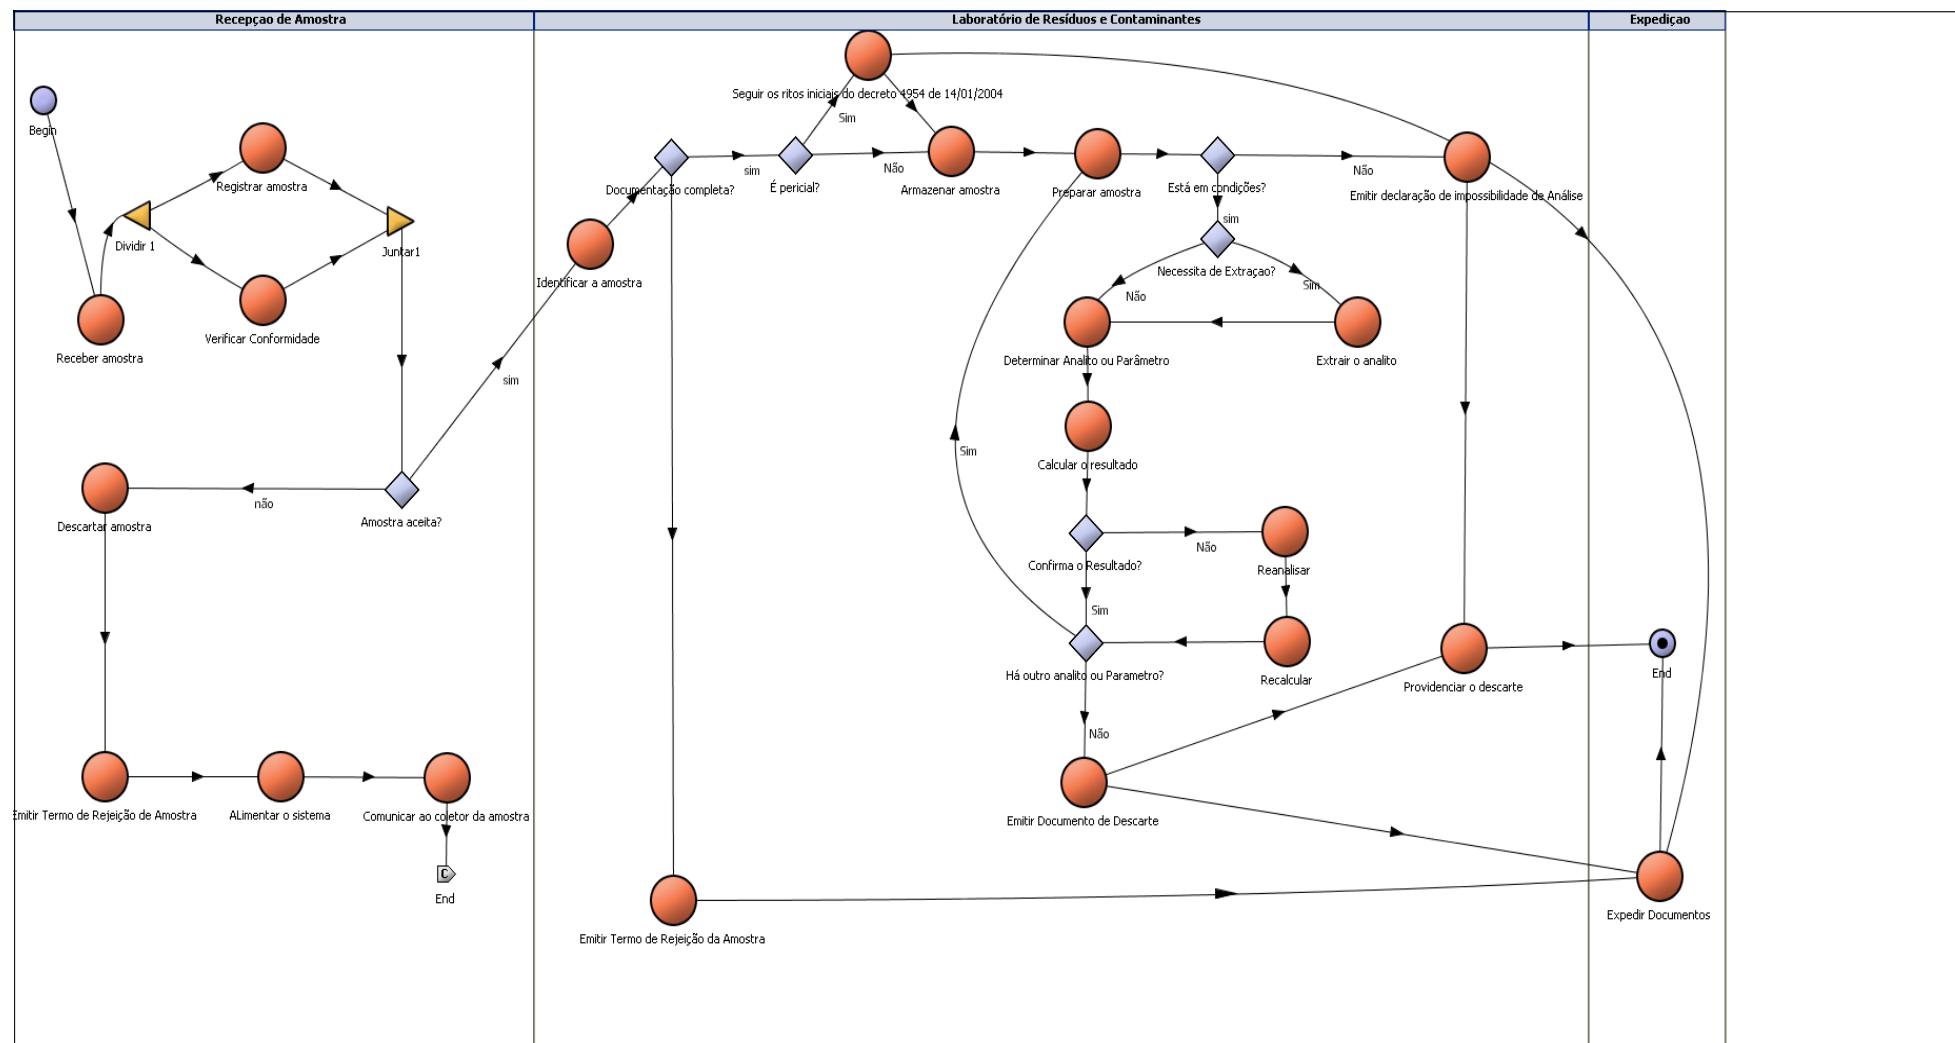 Recepçao de Amostra
Laboratório de Resíduos e Contaminantes
Expediçao
Begin
Registrar amostra
Dividir 1
Juntar1
Verificar Conformidade
Receber amostra
sim
Amostra aceita?
não
Descartar amostra
Emitir Termo de Rejeição de Amostra
ALimentar o sistema
Comunicar ao coletor da amostra
C
End
Seguir os ritos iniciais do decreto 4954 de 14/01/2004
Sim
Documentação completa?
sim
É pericial?
Não
Armazenar amostra
Preparar amostra
Está em condições?
Não
Emitir declaração de impossibilidade de Análise
sim
Identificar a amostra
Necessita de Extraçao?
Não
Sim
Determinar Analito ou Parâmetro
Extrair o analito
Sim
Calcular o resultado
Confirma o Resultado?
Não
Reanalisar
Sim
Há outro analito ou Parametro?
Recalcular
Providenciar o descarte
End
Não
Emitir Documento de Descarte
Emitir Termo de Rejeição da Amostra
Expedir Documentos